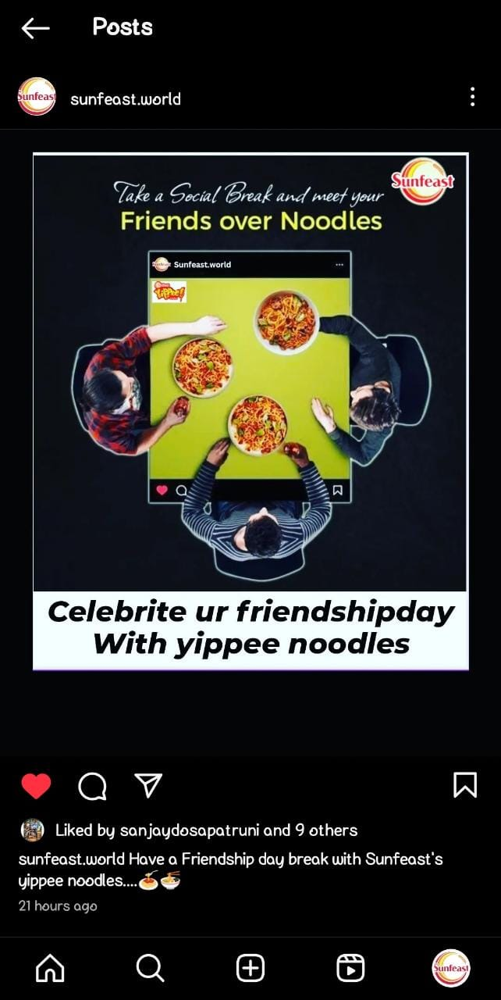 Posts
Sunfeast
sunfeast.world
Sunfeast
Take a Social Break and meet your
Friends over Noodles
Sunfeast
Sunfeast.world
YiPPee!
Celebrite ur friendshipday
With yippee noodles
Liked by sanjaydosapatruni and 9 others
sunfeast.world Have a Friendship day break with Sunfeast's
yippee noodles....🍝🍜
21 hours ago
Sunfeast